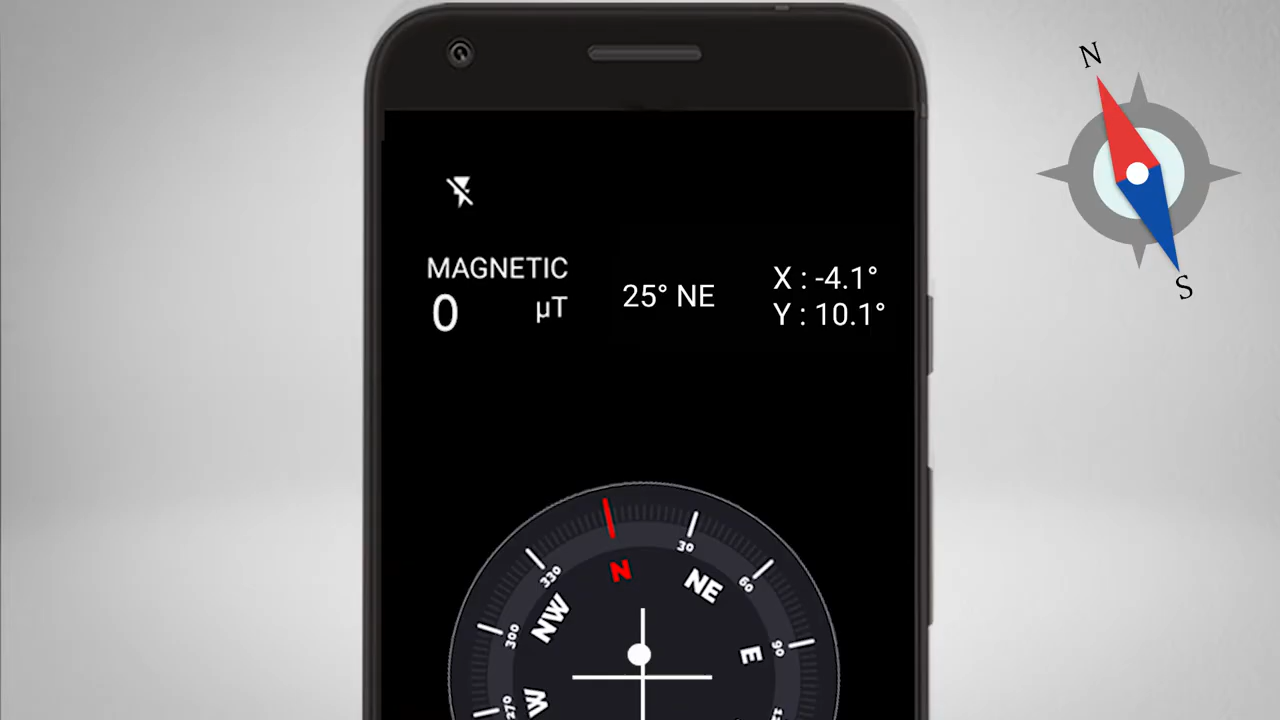 N
S
MAGNETIC
0 µT
25° NE
X : -4.1°
Y : 10.1°
N
30
NE
60
E
90
330
NW
300
W
270